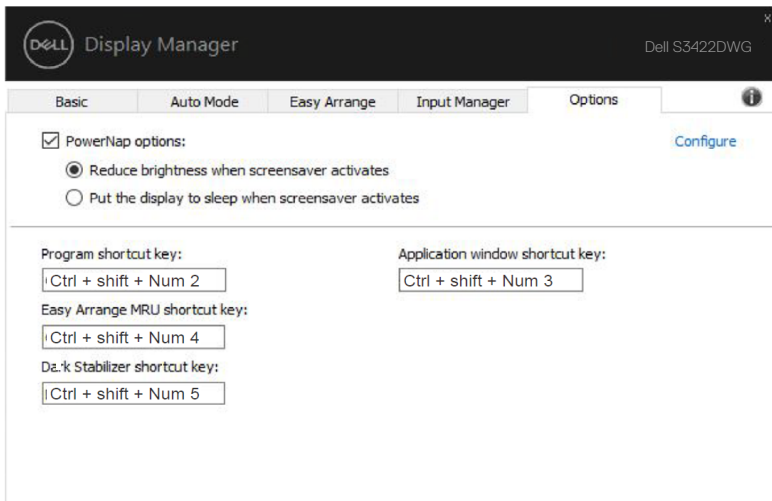 DELL Display Manager
Dell S3422DWG
x
Basic Auto Mode Easy Arrange Input Manager Options i
PowerNap options: Configure
Reduce brightness when screensaver activates
Put the display to sleep when screensaver activates
Program shortcut key: Application window shortcut key:
Ctrl + shift + Num 2 Ctrl + shift + Num 3
Easy Arrange MRU shortcut key:
Ctrl + shift + Num 4
Dark Stabilizer shortcut key:
Ctrl + shift + Num 5